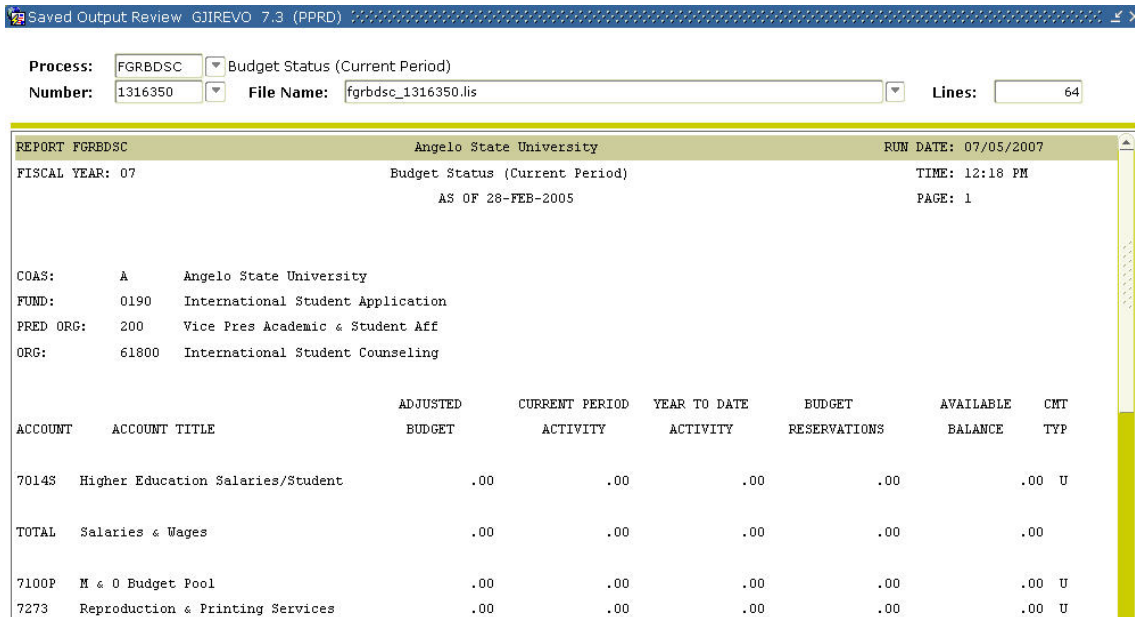 Saved Output Review GJIREVO 7.3 (PPRD)
Process: FGRBDSC Budget Status (Current Period)
Number: 1316350 File Name: fgrbdsc_1316350.lis Lines: 64
REPORT FGRBDSC Angelo State University RUN DATE: 07/05/2007
FISCAL YEAR: 07 Budget Status (Current Period) TIME: 12:18 PM
AS OF 28-FEB-2005 PAGE: 1
COAS: A Angelo State University
FUND: 0190 International Student Application
PRED ORG: 200 Vice Pres Academic & Student Aff
ORG: 61800 International Student Counseling
ADJUSTED CURRENT PERIOD YEAR TO DATE BUDGET AVAILABLE CMT
ACCOUNT ACCOUNT TITLE BUDGET ACTIVITY ACTIVITY RESERVATIONS BALANCE TYP
7014S Higher Education Salaries/Student .00 .00 .00 .00 .00 U
TOTAL Salaries & Wages .00 .00 .00 .00 .00
7100P M & O Budget Pool .00 .00 .00 .00 .00 U
7273 Reproduction & Printing Services .00 .00 .00 .00 .00 U